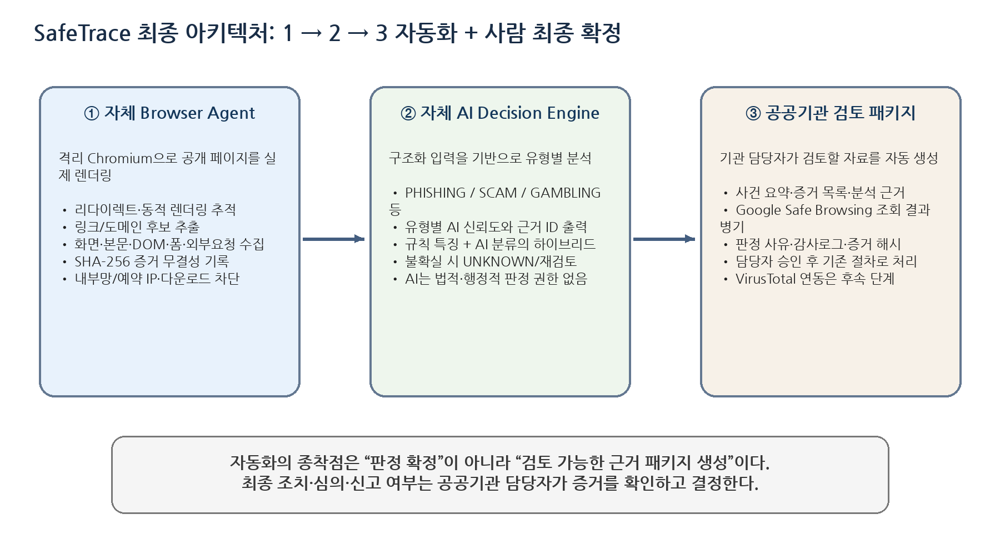 SafeTrace 최종 아키텍처: 1 → 2 → 3 자동화 + 사람 최종 확정
① 자체 Browser Agent
격리 Chromium으로 공개 페이지를 실
제 렌더링
• 리다이렉트·동적 렌더링 추적
• 링크/도메인 후보 추출
• 화면·본문·DOM·폼·외부요청 수집
• SHA-256 증거 무결성 기록
• 내부망/예약 IP·다운로드 차단
② 자체 AI Decision Engine
구조화 입력을 기반으로 유형별 분석
• PHISHING / SCAM / GAMBLING
등
• 유형별 AI 신뢰도와 근거 ID 출력
• 규칙 특징 + AI 분류의 하이브리드
• 불확실 시 UNKNOWN/재검토
• AI는 법적·행정적 판정 권한 없음
③ 공공기관 검토 패키지
기관 담당자가 검토할 자료를 자동 생성
• 사건 요약·증거 목록·분석 근거
• Google Safe Browsing 조회 결과
병기
• 판정 사유·감사로그·증거 해시
• 담당자 승인 후 기존 절차로 처리
• VirusTotal 연동은 후속 단계
자동화의 종착점은 “판정 확정”이 아니라 “검토 가능한 근거 패키지 생성”이다.
최종 조치·심의·신고 여부는 공공기관 담당자가 증거를 확인하고 결정한다.